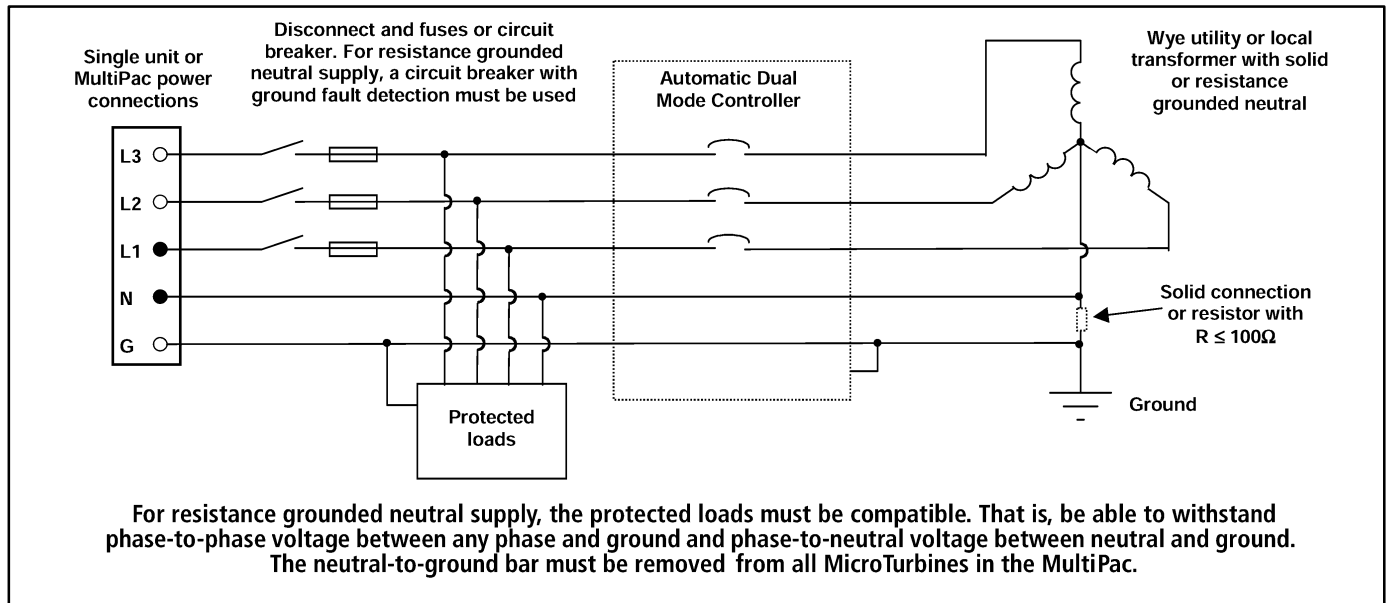 Single unit or
MultiPac power
connections
Disconnect and fuses or circuit
breaker. For resistance grounded
neutral supply, a circuit breaker with
ground fault detection must be used
Automatic Dual
Mode Controller
Wye utility or local
transformer with solid
or resistance
grounded neutral
L3
L2
L1
N
G
Solid connection
or resistor with
R ≤ 100Ω
Protected
loads
Ground
For resistance grounded neutral supply, the protected loads must be compatible. That is, be able to withstand
phase-to-phase voltage between any phase and ground and phase-to-neutral voltage between neutral and ground.
The neutral-to-ground bar must be removed from all MicroTurbines in the MultiPac.